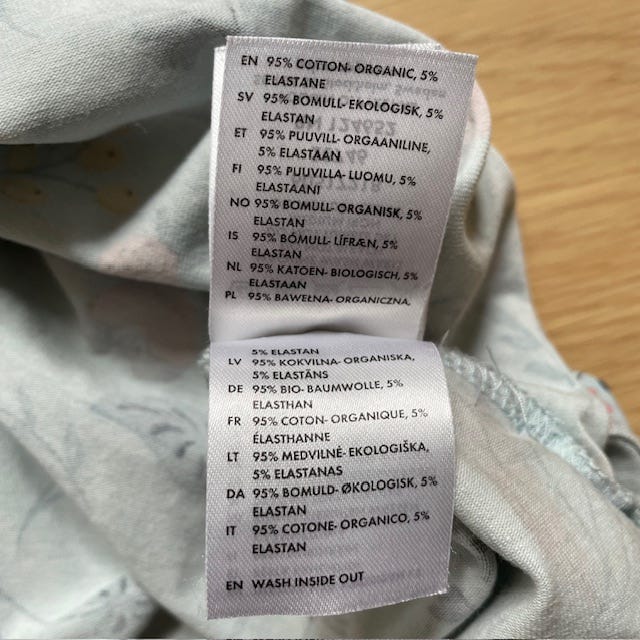 EN 95% COTTON- ORGANIC, 5%
ELASTANE
SV 95% BOMULL- EKOLOGISK, 5%
ELASTAN
ET 95% PUUVILL- ORGAANILINE,
5% ELASTAAN
FI 95% PUUVILLA- LUOMU, 5%
ELASTAANI
NO 95% BOMULL- ORGANISK, 5%
ELASTAN
IS 95% BÓMULL- LÍFRÆN, 5%
ELASTAN
NL 95% KATOEN- BIOLOGISCH, 5%
ELASTAAN
PL 95% BAWEŁNA- ORGANICZNA,
5% ELASTAN
LV 95% KOKVILNA- ORGANISKA,
5% ELASTĀNS
DE 95% BIO- BAUMWOLLE, 5%
ELASTHAN
FR 95% COTON- ORGANIQUE, 5%
ÉLASTHANNE
LT 95% MEDVILNĖ- EKOLOGIŠKA,
5% ELASTANAS
DA 95% BOMULD- ØKOLOGISK, 5%
ELASTAN
IT 95% COTONE- ORGANICO, 5%
ELASTAN
EN WASH INSIDE OUT